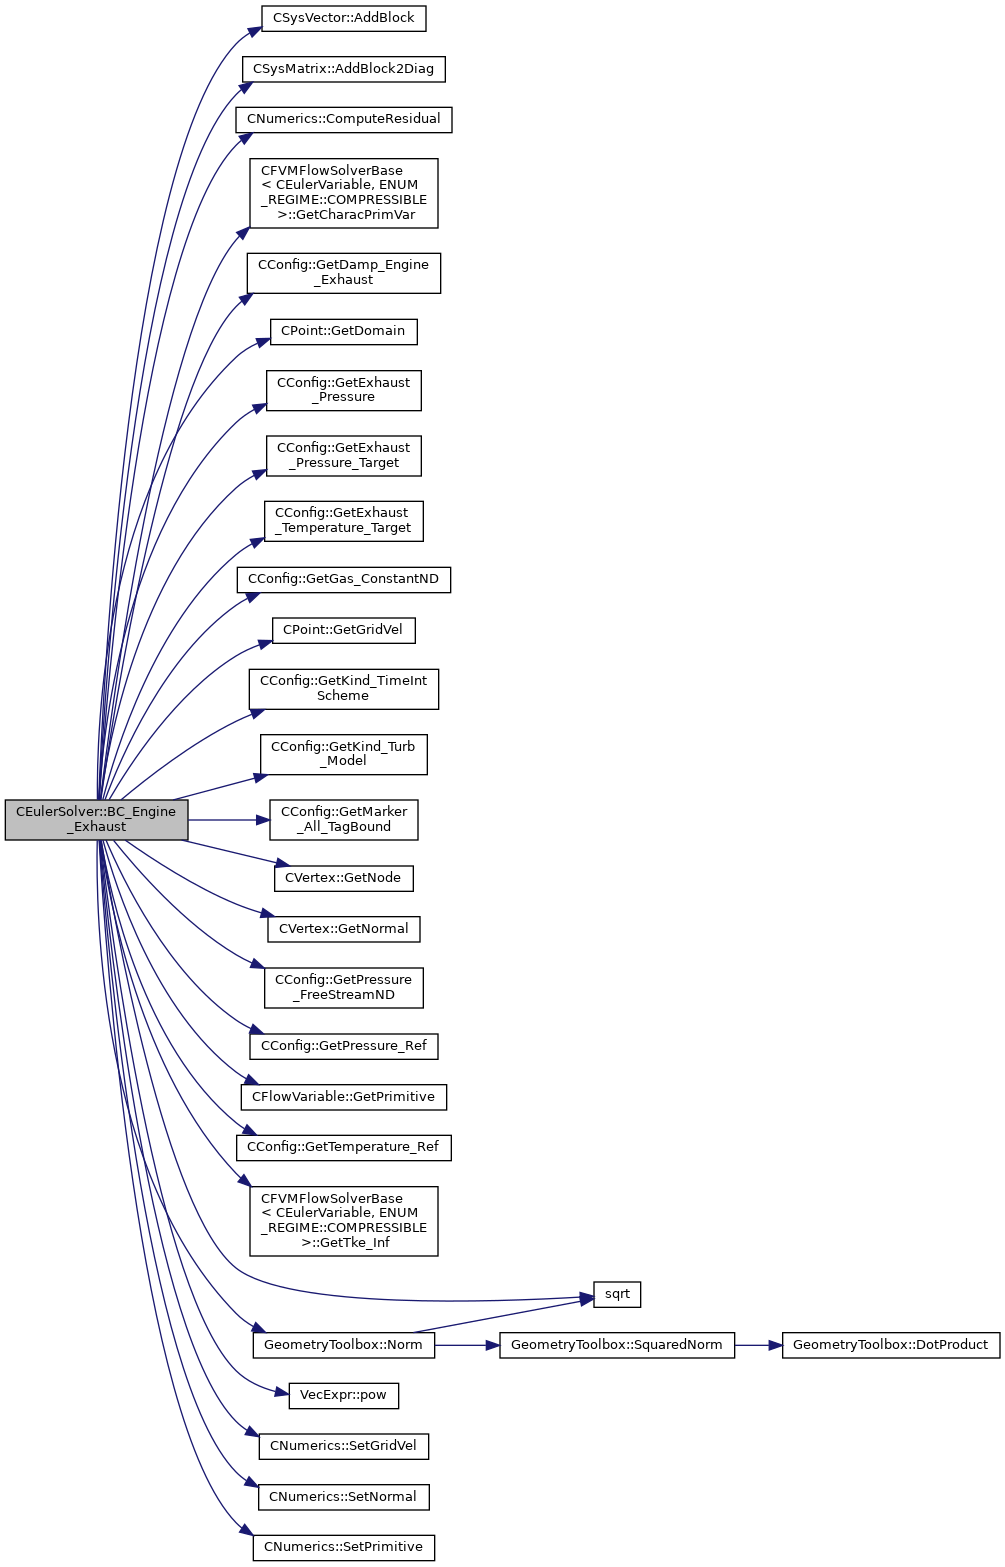 CSysVector::AddBlock
CSysMatrix::AddBlock2Diag
CNumerics::ComputeResidual
CFVMFlowSolverBase
< CEulerVariable, ENUM
_REGIME::COMPRESSIBLE
>::GetCharacPrimVar
CConfig::GetDamp_Engine
_Exhaust
CPoint::GetDomain
CConfig::GetExhaust
_Pressure
CConfig::GetExhaust
_Pressure_Target
CConfig::GetExhaust
_Temperature_Target
CConfig::GetGas_ConstantND
CPoint::GetGridVel
CConfig::GetKind_TimeInt
Scheme
CConfig::GetKind_Turb
_Model
CEulerSolver::BC_Engine
_Exhaust
CConfig::GetMarker
_All_TagBound
CVertex::GetNode
CVertex::GetNormal
CConfig::GetPressure
_FreeStreamND
CConfig::GetPressure_Ref
CFlowVariable::GetPrimitive
CConfig::GetTemperature_Ref
CFVMFlowSolverBase
< CEulerVariable, ENUM
_REGIME::COMPRESSIBLE
>::GetTke_Inf
sqrt
GeometryToolbox::Norm
GeometryToolbox::SquaredNorm
GeometryToolbox::DotProduct
VecExpr::pow
CNumerics::SetGridVel
CNumerics::SetNormal
CNumerics::SetPrimitive